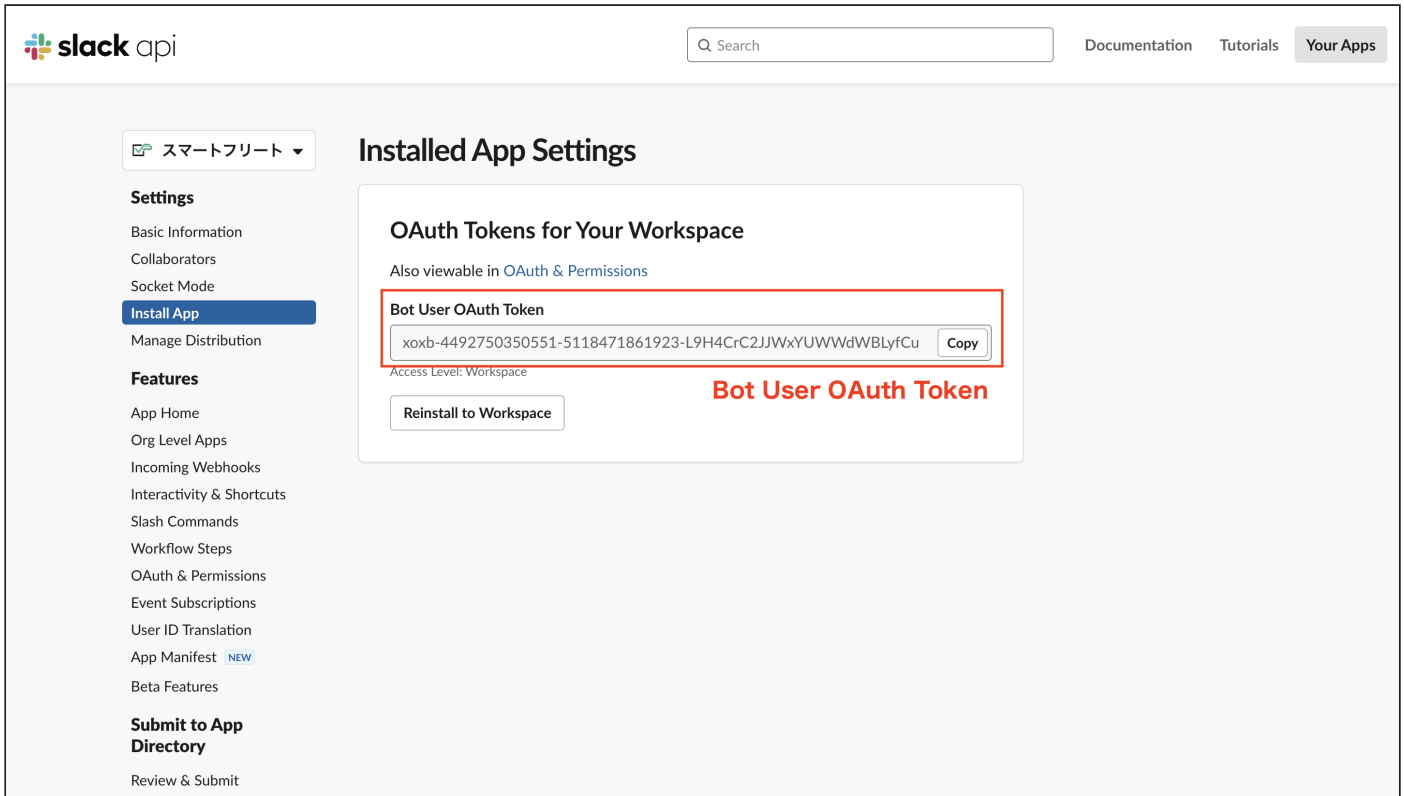 slack api
Search
Documentation
Tutorials
Your Apps
スマートフリート
Settings
Basic Information
Collaborators
Socket Mode
Install App
Manage Distribution
Features
App Home
Org Level Apps
Incoming Webhooks
Interactivity & Shortcuts
Slash Commands
Workflow Steps
OAuth & Permissions
Event Subscriptions
User ID Translation
App Manifest NEW
Beta Features
Submit to App
Directory
Review & Submit
Installed App Settings
OAuth Tokens for Your Workspace
Also viewable in OAuth & Permissions
Bot User OAuth Token
xoxb-4492750350551-5118471861923-L9H4CrC2JJWxYUWWdWBLyfCu
Copy
Access Level: Workspace
Bot User OAuth Token
Reinstall to Workspace